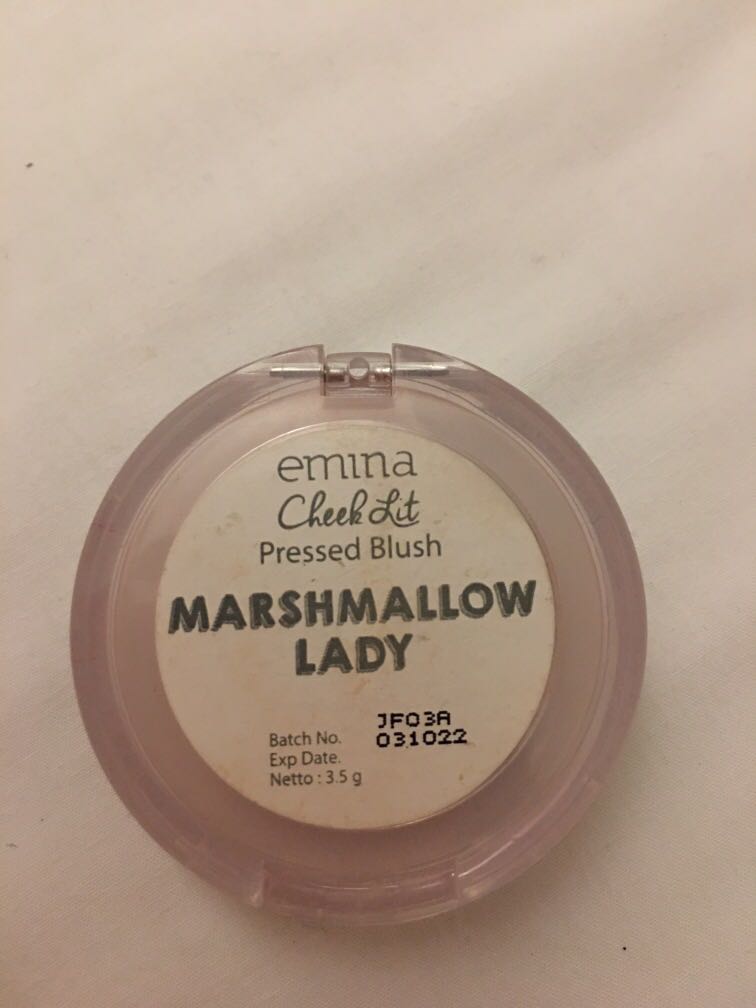 emina
Cheek Lit
Pressed Blush
MARSHMALLOW
LADY
Batch No. JF03A
Exp Date. 031022
Netto : 3.5 g